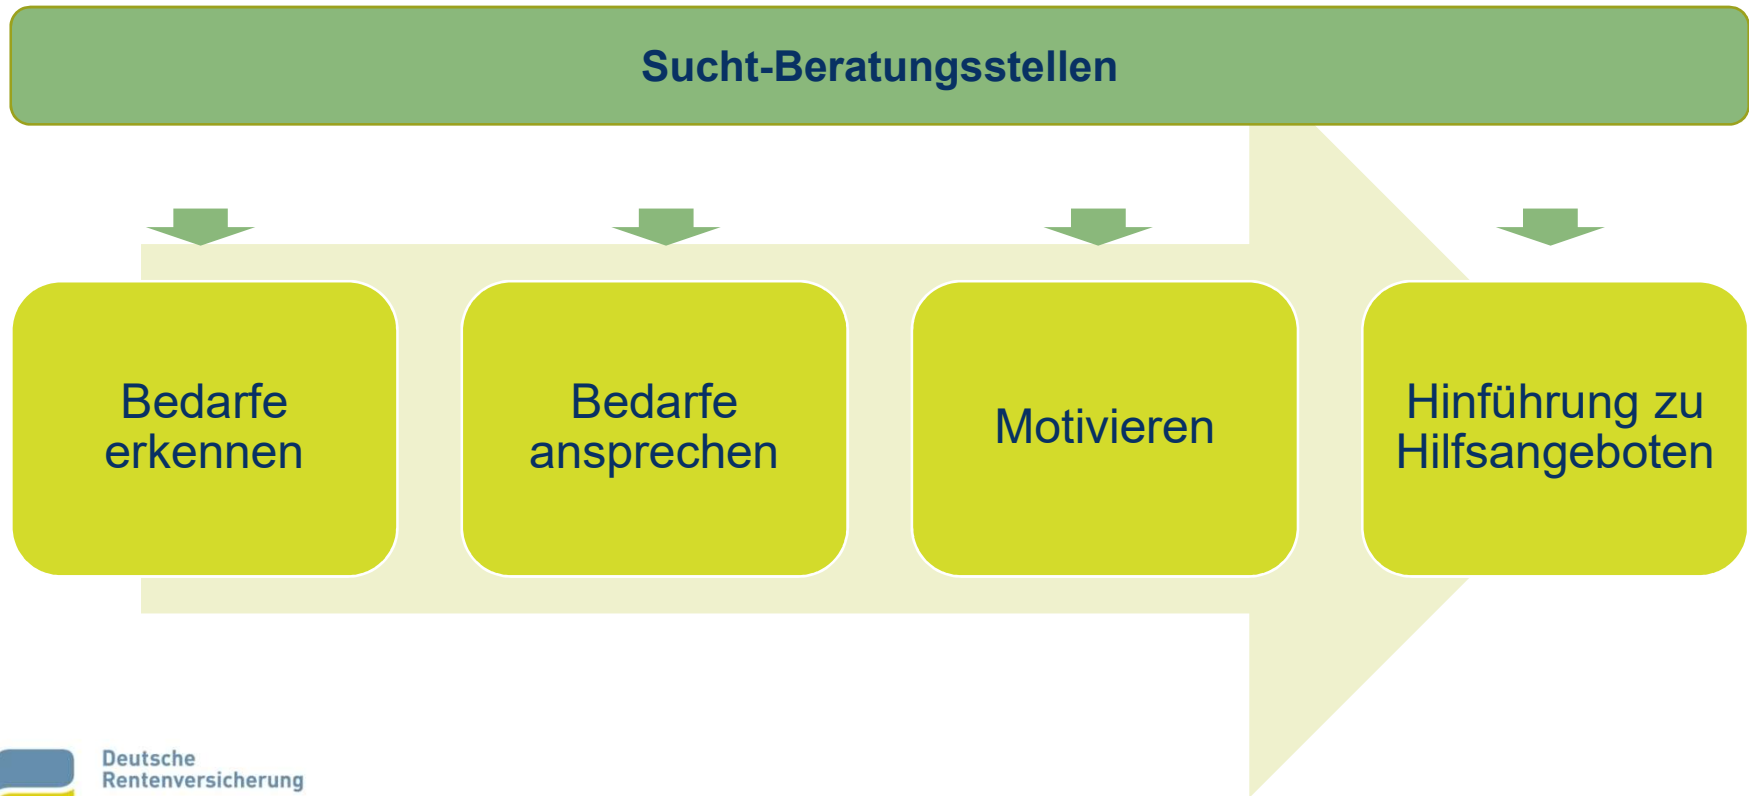 Sucht-Beratungsstellen
Bedarfe
erkennen
Bedarfe
ansprechen
Motivieren
Hinführung zu
Hilfsangeboten
Deutsche
Rentenversicherung